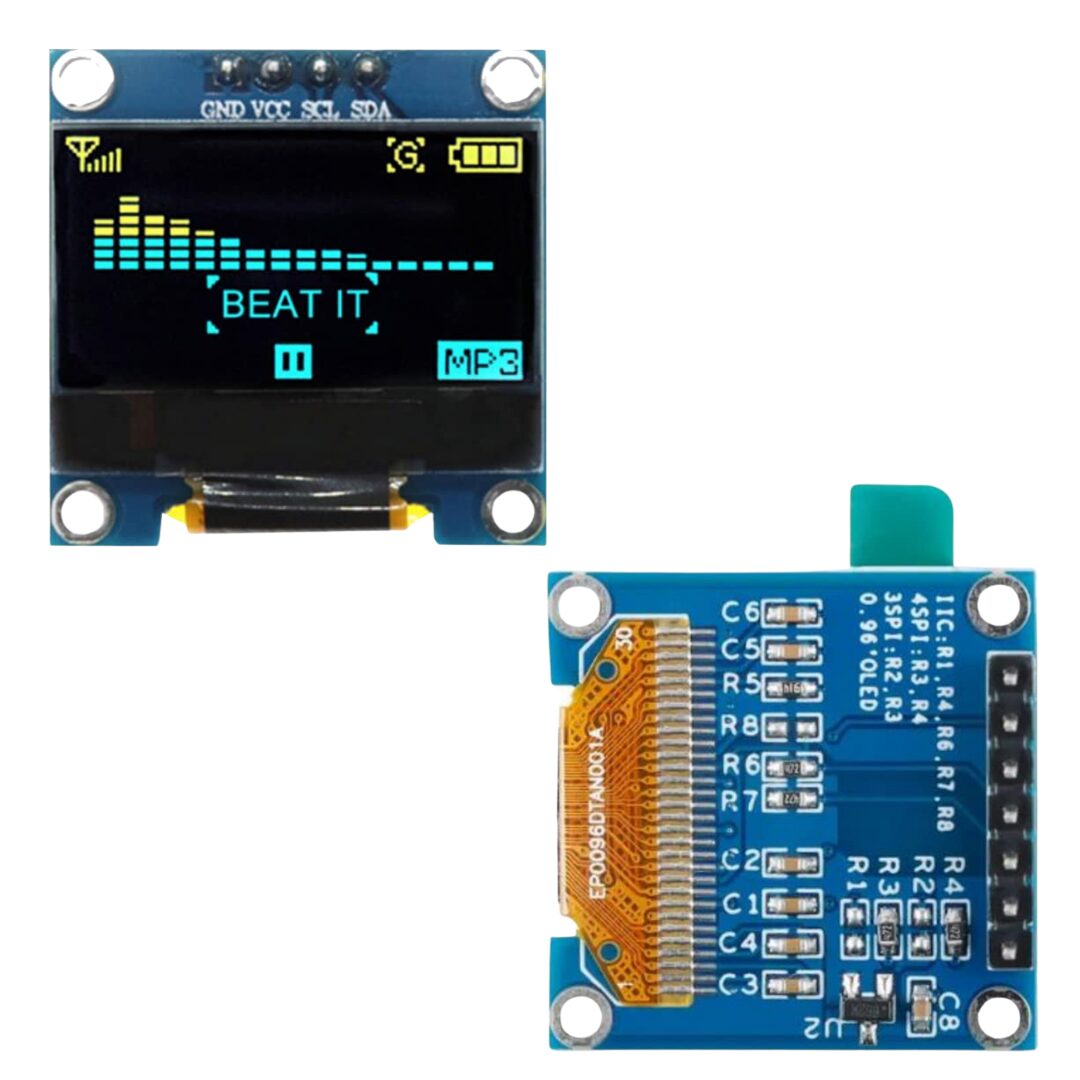 GND VCC SCL SDA
G
BEAT IT
MP3
C6
C5
R5
R8
R6
R7
C2
C1
C4
C3
30
EP0096DTAN001A
1
IIC:R1,R4,R6,R7,R8
4SPI:R3,R4
3SPI:R2,R3
0.96'OLED
R1
R3
R2
R4
472
472
U2
C8